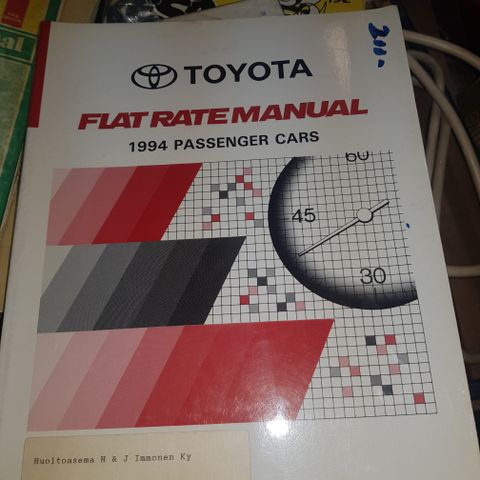 TOYOTA
FLAT RATE MANUAL
1994 PASSENGER CARS
60
45
30
Huoltoasema H & J Immonen Ky